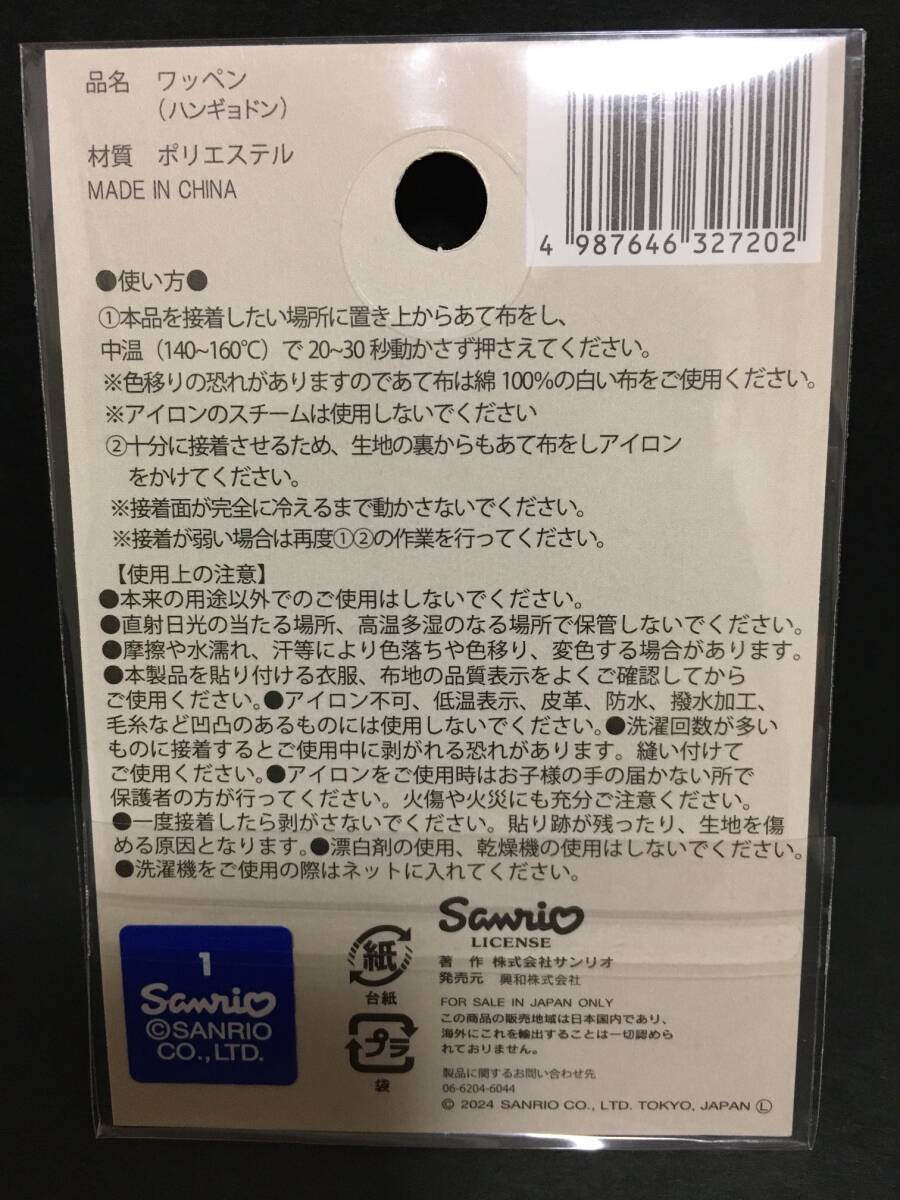 品名 ワッペン
(ハンギョドン)
材質 ポリエステル
MADE IN CHINA
4 987646 327202
●使い方●
①本品を接着したい場所に置き上からあて布をし、
中温(140~160℃)で20~30秒動かさず押さえてください。
※色移りの恐れがありますのであて布は綿100%の白い布をご使用ください。
※アイロンのスチームは使用しないでください
②十分に接着させるため、生地の裏からもあて布をしアイロン
をかけてください。
※接着面が完全に冷えるまで動かさないでください。
※接着が弱い場合は再度①②の作業を行ってください。
【使用上の注意】
●本来の用途以外でのご使用はしないでください。
●直射日光の当たる場所、高温多湿のなる場所で保管しないでください。
●摩擦や水濡れ、汗等により色落ちや色移り、変色する場合があります。
●本製品を貼り付ける衣服、布地の品質表示をよくご確認してから
ご使用ください。●アイロン不可、低温表示、皮革、防水、撥水加工、
毛糸など凹凸のあるものには使用しないでください。●洗濯回数が多い
ものに接着するとご使用中に剥がれる恐れがあります。縫い付けて
ご使用ください。●アイロンをご使用時はお子様の手の届かない所で
保護者の方が行ってください。火傷や火災にも充分ご注意ください。
●一度接着したら剥がさないでください。貼り跡が残ったり、生地を傷
める原因となります。●漂白剤の使用、乾燥機の使用はしないでください。
●洗濯機をご使用の際はネットに入れてください。
1
Sanrio
©SANRIO
CO.,LTD.
紙
台紙
プラ
袋
Sanrio
LICENSE
著 作 株式会社サンリオ
発売元 興和株式会社
FOR SALE IN JAPAN ONLY
この商品の販売地域は日本国内であり、
海外にこれを輸出することは一切認めら
れておりません。
製品に関するお問い合わせ先
06-6204-6044
© 2024 SANRIO CO., LTD. TOKYO, JAPAN Ⓛ